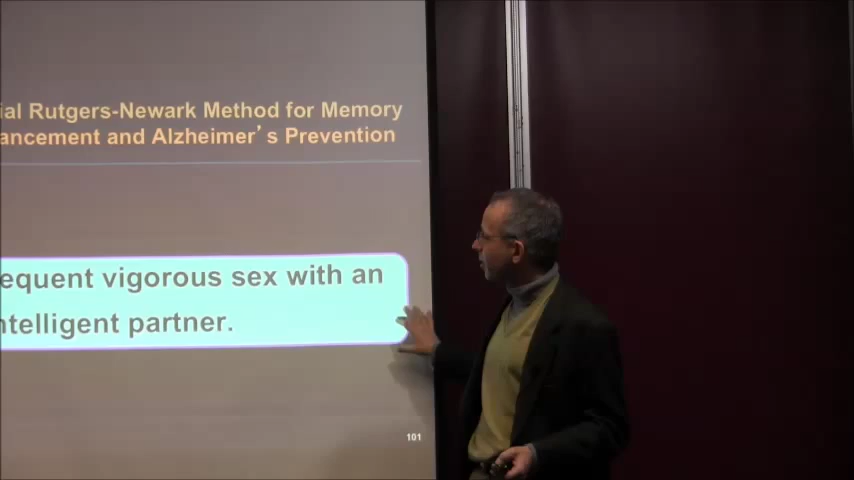 ial Rutgers-Newark Method for Memory
ancement and Alzheimer's Prevention
equent vigorous sex with an
ntelligent partner.
101